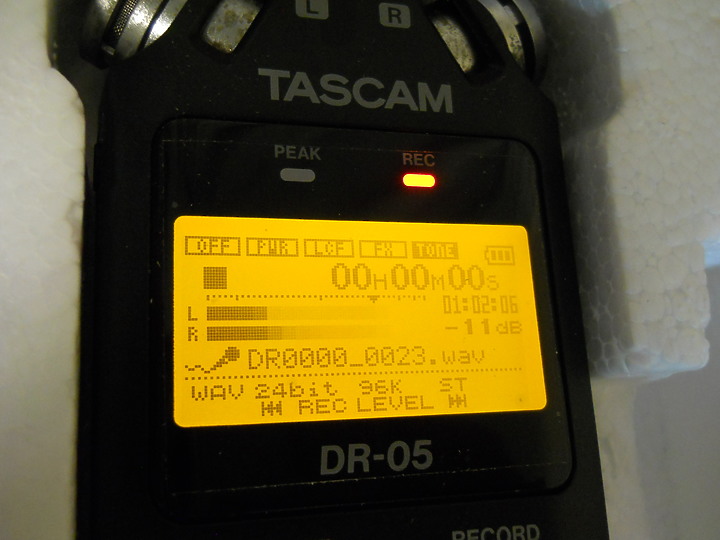 L R
TASCAM
PEAK REC
OFF PWR LCF FX TONE
00H00M00S
L 01:02:06
R -11dB
DR0000_0023.wav
WAV 24bit 96K ST
REC LEVEL
DR-05
RECORD